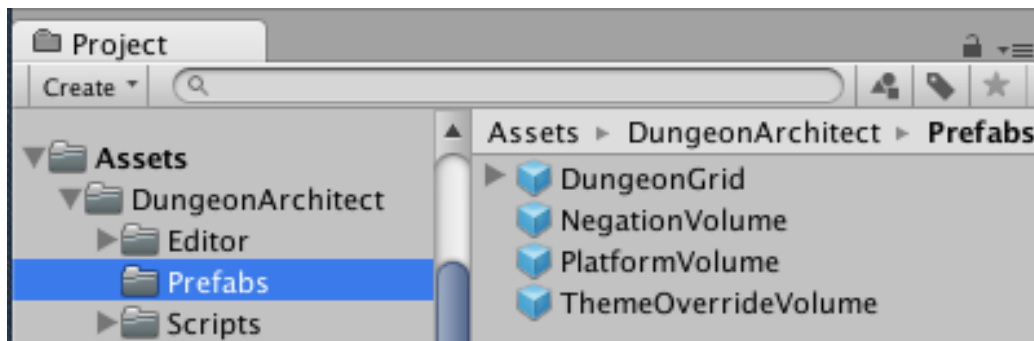 Project
Create
Assets
DungeonArchitect
Editor
Prefabs
Scripts
Assets DungeonArchitect Prefabs
DungeonGrid
NegationVolume
PlatformVolume
ThemeOverrideVolume